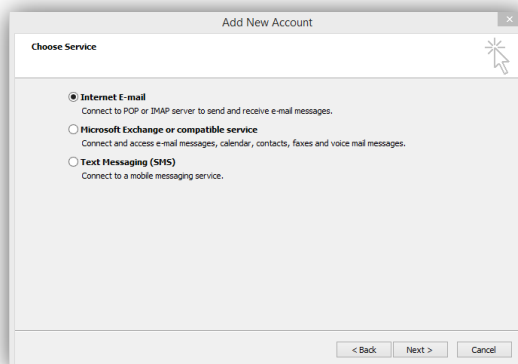 Add New Account
Choose Service
Internet E-mail
Connect to POP or IMAP server to send and receive e-mail messages.
Microsoft Exchange or compatible service
Connect and access e-mail messages, calendar, contacts, faxes and voice mail messages.
Text Messaging (SMS)
Connect to a mobile messaging service.
< Back Next > Cancel